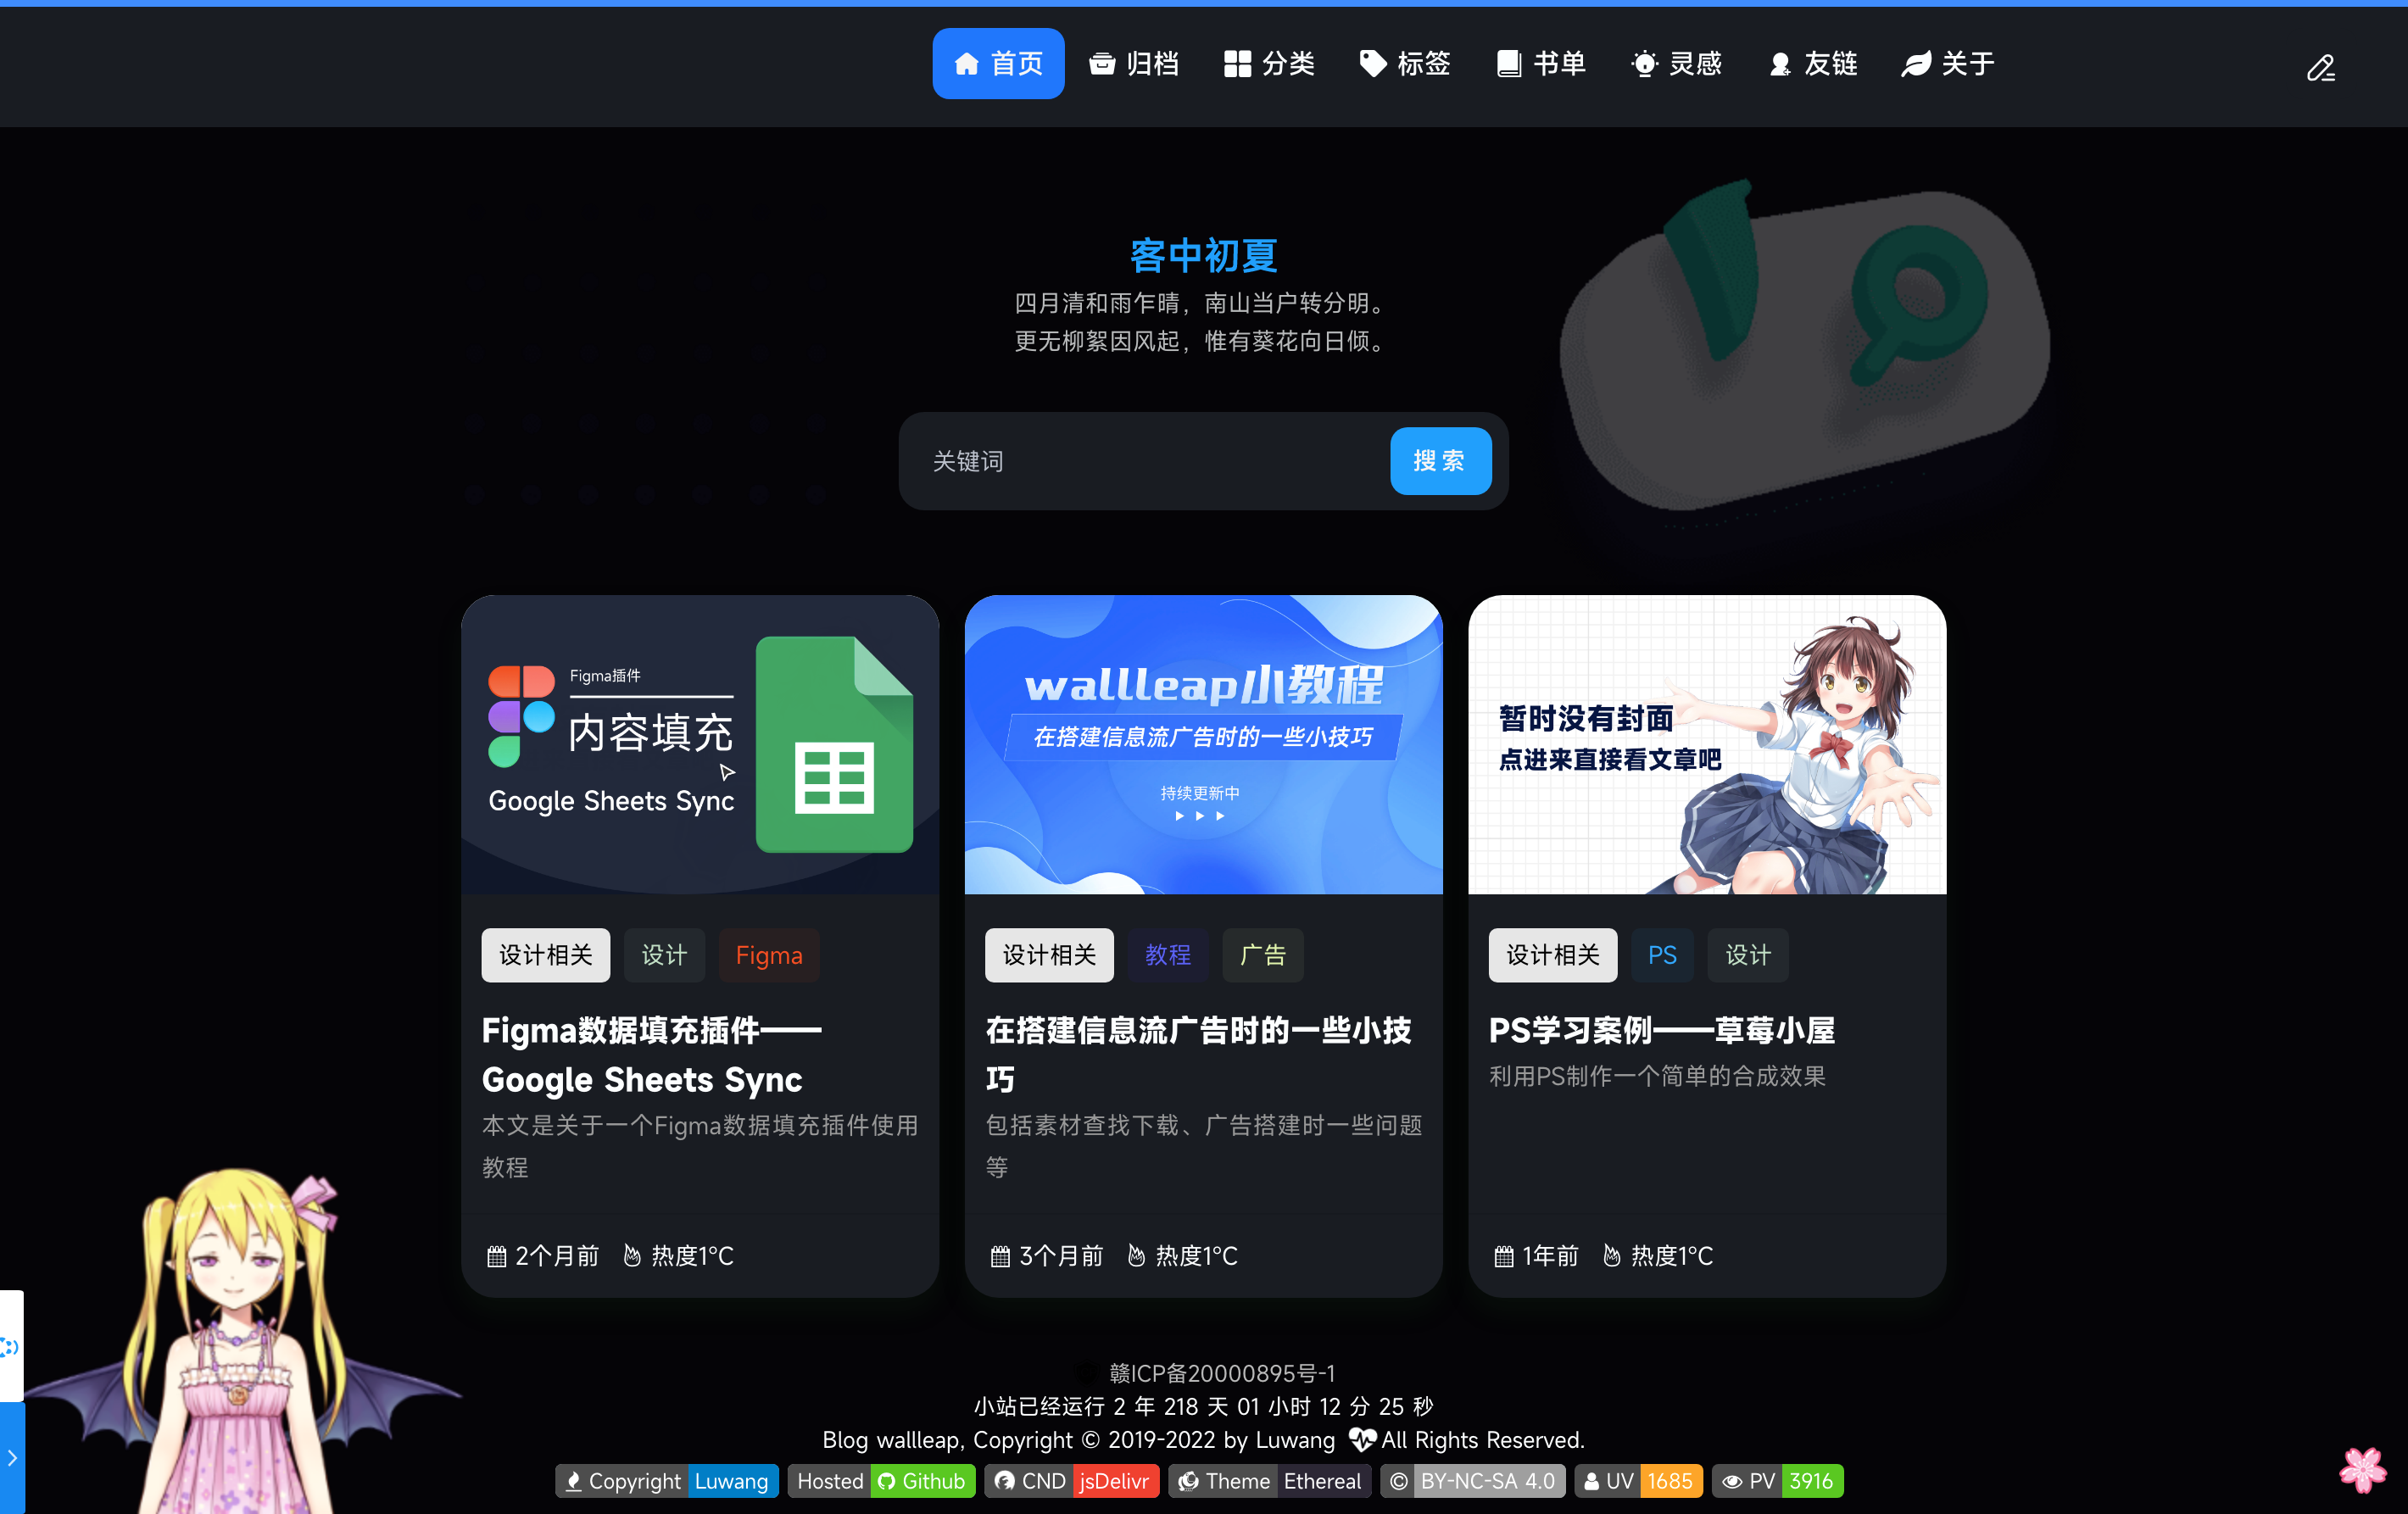 首页 归档 分类 标签 书单 灵感 友链 关于
客中初夏
四月清和雨乍晴，南山当户转分明。
更无柳絮因风起，惟有葵花向日倾。
关键词 搜索
Figma插件
内容填充
Google Sheets Sync
设计相关 设计 Figma
Figma数据填充插件——
Google Sheets Sync
本文是关于一个Figma数据填充插件使用
教程
2个月前 热度1°C
wallleap小教程
在搭建信息流广告时的一些小技巧
持续更新中
设计相关 教程 广告
在搭建信息流广告时的一些小技
巧
包括素材查找下载、广告搭建时一些问题
等
3个月前 热度1°C
暂时没有封面
点进来直接看文章吧
设计相关 PS 设计
PS学习案例——草莓小屋
利用PS制作一个简单的合成效果
1年前 热度1°C
赣ICP备20000895号-1
小站已经运行 2 年 218 天 01 小时 12 分 25 秒
Blog wallleap, Copyright © 2019-2022 by Luwang All Rights Reserved.
Copyright Luwang Hosted Github CND jsDelivr Theme Ethereal BY-NC-SA 4.0 UV 1685 PV 3916